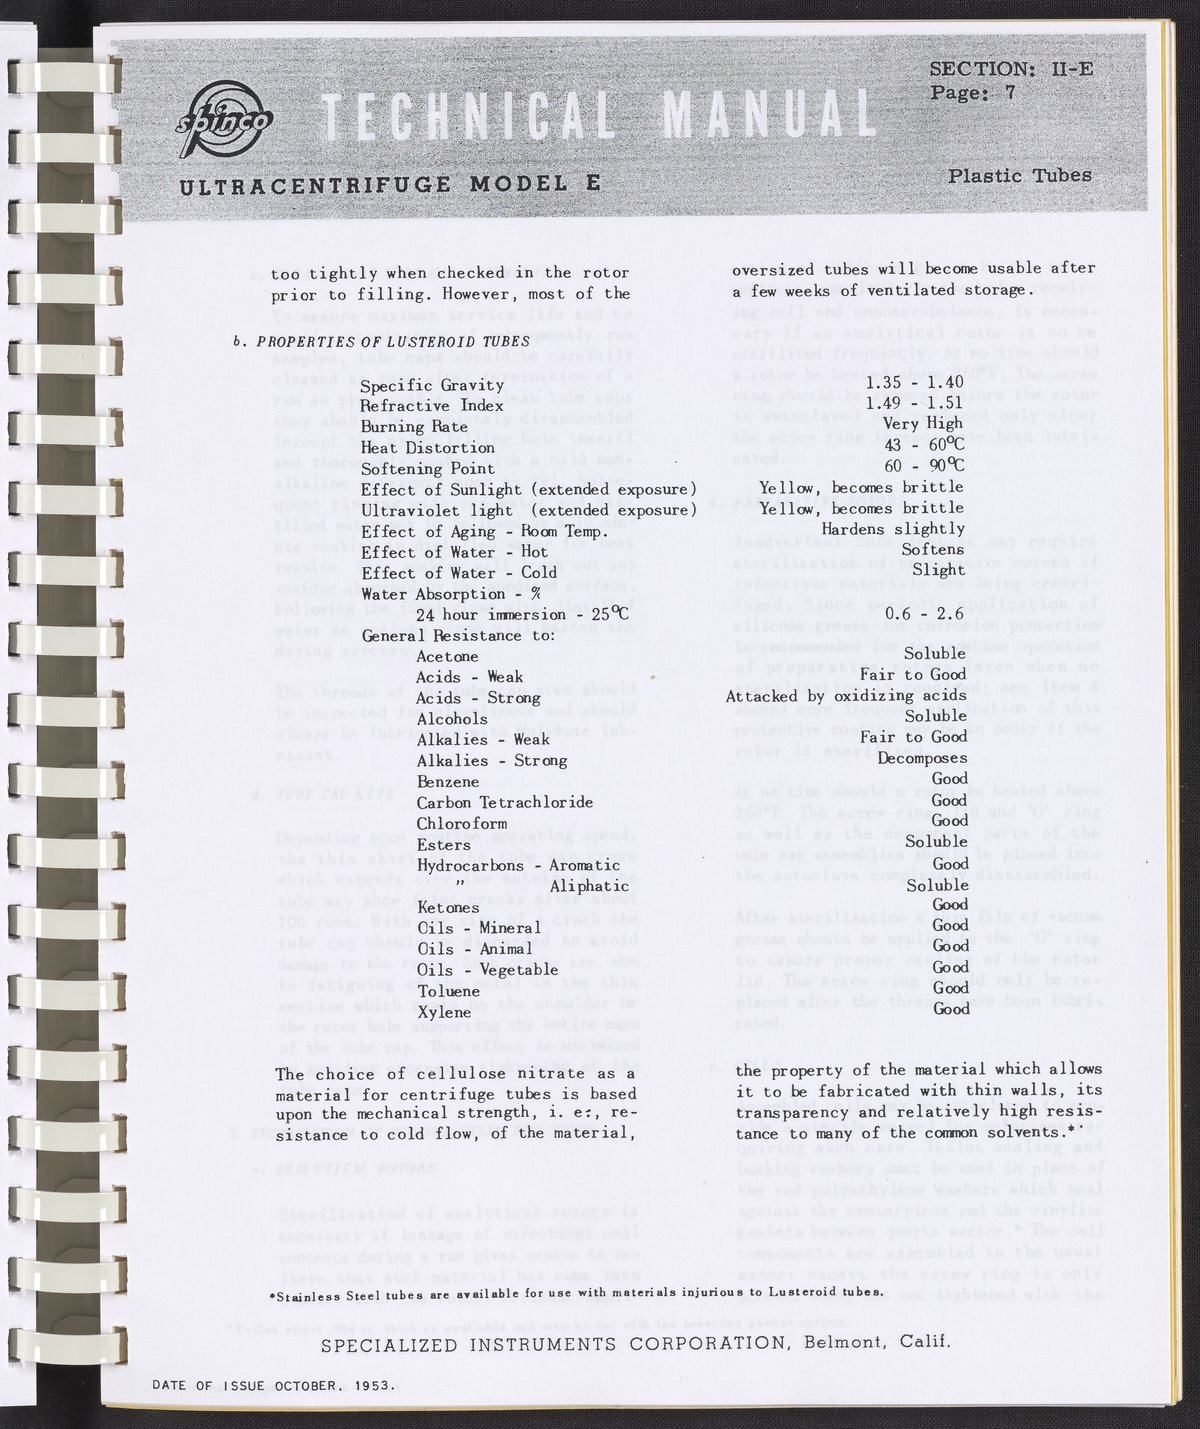 SECTION: II-E
Page: 7
spinco
TECHNICAL MANUAL
ULTRACENTRIFUGE MODEL E
Plastic Tubes
too tightly when checked in the rotor
prior to filling. However, most of the
oversized tubes will become usable after
a few weeks of ventilated storage.
b. PROPERTIES OF LUSTEROID TUBES
Specific Gravity 1.35 - 1.40
Refractive Index 1.49 - 1.51
Burning Rate Very High
Heat Distortion 43 - 60°C
Softening Point 60 - 90°C
Effect of Sunlight (extended exposure) Yellow, becomes brittle
Ultraviolet light (extended exposure) Yellow, becomes brittle
Effect of Aging - Room Temp. Hardens slightly
Effect of Water - Hot Softens
Effect of Water - Cold Slight
Water Absorption - %
24 hour immersion - 25°C 0.6 - 2.6
General Resistance to:
Acetone Soluble
Acids - Weak Fair to Good
Acids - Strong Attacked by oxidizing acids
Alcohols Soluble
Alkalies - Weak Fair to Good
Alkalies - Strong Decomposes
Benzene Good
Carbon Tetrachloride Good
Chloroform Good
Esters Soluble
Hydrocarbons - Aromatic Good
" Aliphatic Soluble
Ketones Good
Oils - Mineral Good
Oils - Animal Good
Oils - Vegetable Good
Toluene Good
Xylene Good
The choice of cellulose nitrate as a
material for centrifuge tubes is based
upon the mechanical strength, i. e., re-
sistance to cold flow, of the material,
the property of the material which allows
it to be fabricated with thin walls, its
transparency and relatively high resis-
tance to many of the common solvents.*
*Stainless Steel tubes are available for use with materials injurious to Lusteroid tubes.
SPECIALIZED INSTRUMENTS CORPORATION, Belmont, Calif.
DATE OF ISSUE OCTOBER, 1953.